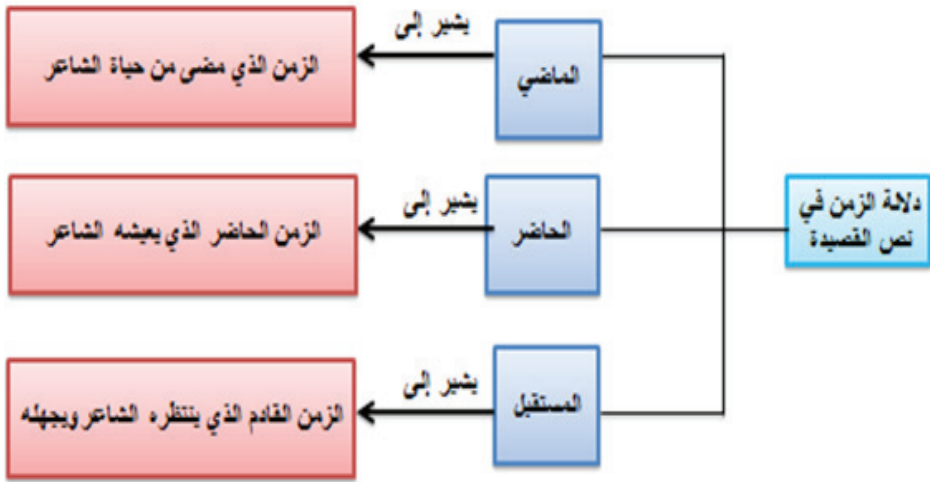 دلالة الزمن في
نص القصيدة
الماضي
يشير إلى
الزمن الذي مضى من حياة الشاعر
الحاضر
يشير إلى
الزمن الحاضر الذي يعيشه الشاعر
المستقبل
يشير إلى
الزمن القادم الذي ينتظره الشاعر ويجهله